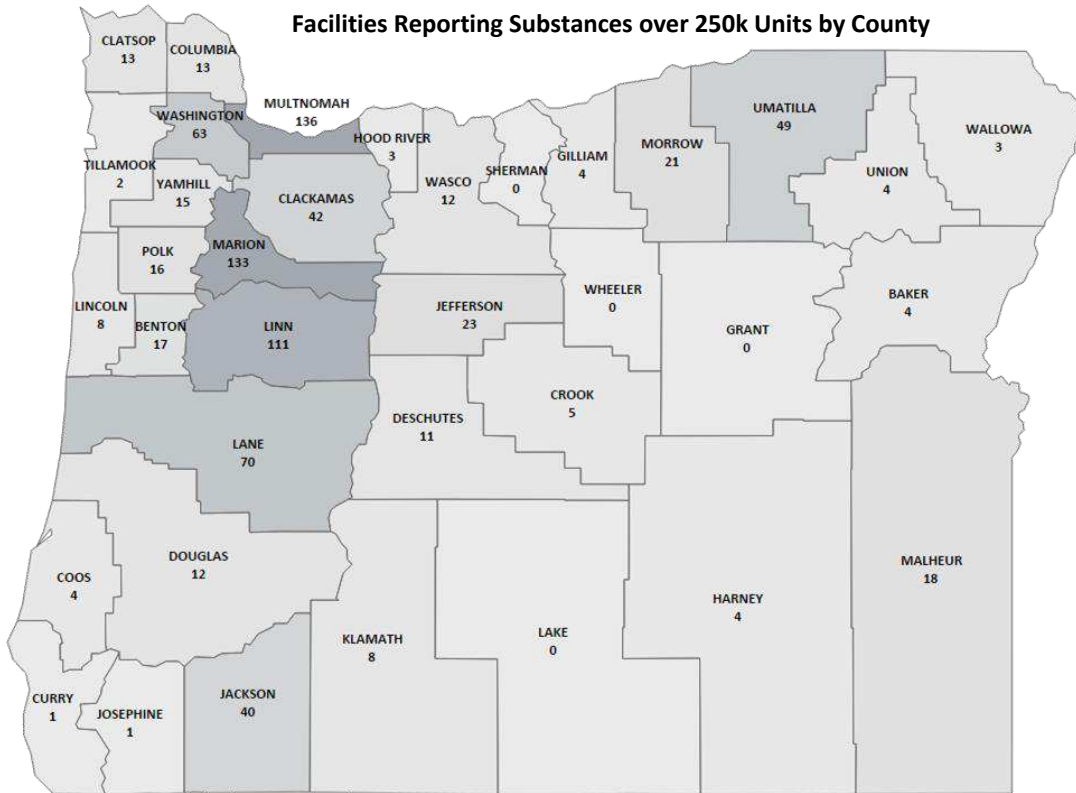 Facilities Reporting Substances over 250k Units by County
CLATSOP
13
COLUMBIA
13
MULTNOMAH
136
WASHINGTON
63
TILLAMOOK
2
YAMHILL
15
CLACKAMAS
42
HOOD RIVER
3
WASCO
12
SHERMAN
0
GILLIAM
4
MORROW
21
UMATILLA
49
UNION
4
WALLOWA
3
POLK
16
MARION
133
LINCOLN
8
BENTON
17
LINN
111
JEFFERSON
23
WHEELER
0
GRANT
0
BAKER
4
LANE
70
DESCHUTES
11
CROOK
5
COOS
4
DOUGLAS
12
KLAMATH
8
LAKE
0
HARNEY
4
MALHEUR
18
CURRY
1
JOSEPHINE
1
JACKSON
40